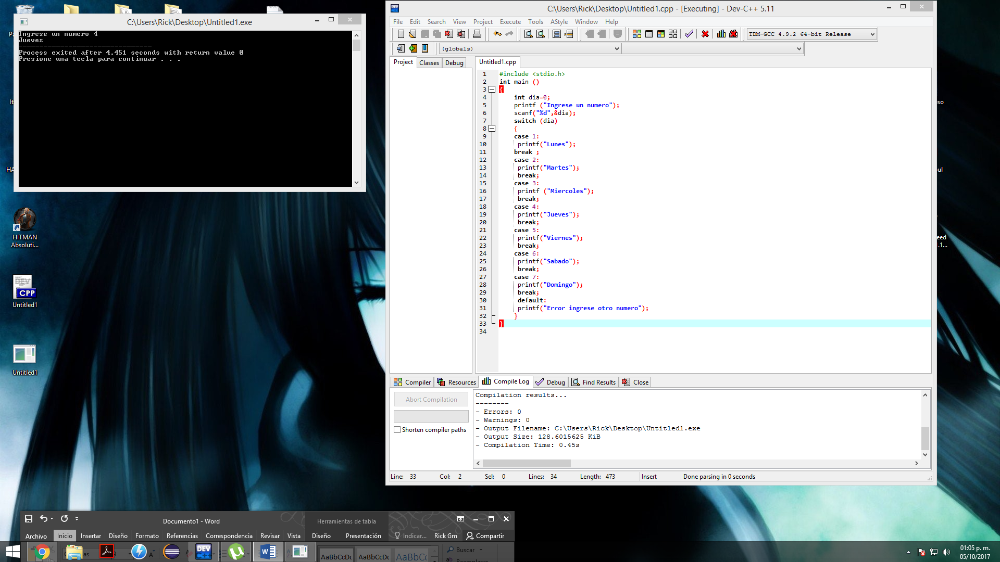 C:\Users\Rick\Desktop\Untitled1.exe
Ingrese un numero 4
Jueves
--------------------------------
Process exited after 4.451 seconds with return value 0
Presione una tecla para continuar . . .
HITMAN
Absoluti...
Untitled1
Untitled1
C:\Users\Rick\Desktop\Untitled1.cpp - [Executing] - Dev-C++ 5.11
File Edit Search View Project Execute Tools AStyle Window Help
TDM-GCC 4.9.2 64-bit Release
(globals)
Project Classes Debug
Untitled1.cpp
1 #include <stdio.h>
2 int main ()
3 {
4 int dia=0;
5 printf ("Ingrese un numero");
6 scanf("%d",&dia);
7 switch (dia)
8 {
9 case 1:
10 printf("Lunes");
11 break ;
12 case 2:
13 printf("Martes");
14 break;
15 case 3:
16 printf ("Miercoles");
17 break;
18 case 4:
19 printf("Jueves");
20 break;
21 case 5:
22 printf("Viernes");
23 break;
24 case 6:
25 printf("Sabado");
26 break;
27 case 7:
28 printf("Domingo");
29 break;
30 default:
31 printf("Error ingrese otro numero");
32 }
33 }
34
Compiler Resources Compile Log Debug Find Results Close
Abort Compilation
Shorten compiler paths
Compilation results...
--------
- Errors: 0
- Warnings: 0
- Output Filename: C:\Users\Rick\Desktop\Untitled1.exe
- Output Size: 128.6015625 KiB
- Compilation Time: 0.45s
Line: 33 Col: 2 Sel: 0 Lines: 34 Length: 473 Insert Done parsing in 0 seconds
Documento1 - Word Herramientas de tabla
Archivo Inicio Insertar Diseño Formato Referencias Correspondencia Revisar Vista Diseño Presentación Indicar... Rick Gm Compartir
AaBbCcDc AaBbCcDc AaBbC
Buscar
01:05 p. m.
05/10/2017